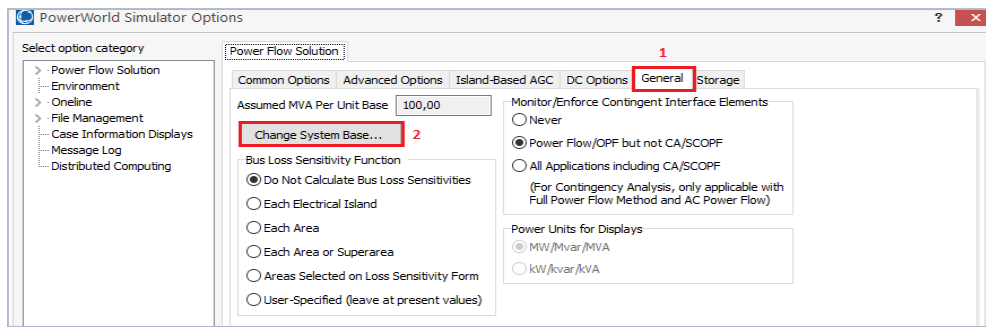 PowerWorld Simulator Options
? ×
Select option category
Power Flow Solution
Environment
Oneline
File Management
Case Information Displays
Message Log
Distributed Computing
Power Flow Solution
1
Common Options Advanced Options Island-Based AGC DC Options General Storage
Assumed MVA Per Unit Base 100,00
Change System Base... 2
Bus Loss Sensitivity Function
Do Not Calculate Bus Loss Sensitivities
Each Electrical Island
Each Area
Each Area or Superarea
Areas Selected on Loss Sensitivity Form
User-Specified (leave at present values)
Monitor/Enforce Contingent Interface Elements
Never
Power Flow/OPF but not CA/SCOPF
All Applications including CA/SCOPF
(For Contingency Analysis, only applicable with
Full Power Flow Method and AC Power Flow)
Power Units for Displays
MW/Mvar/MVA
kW/kvar/kVA